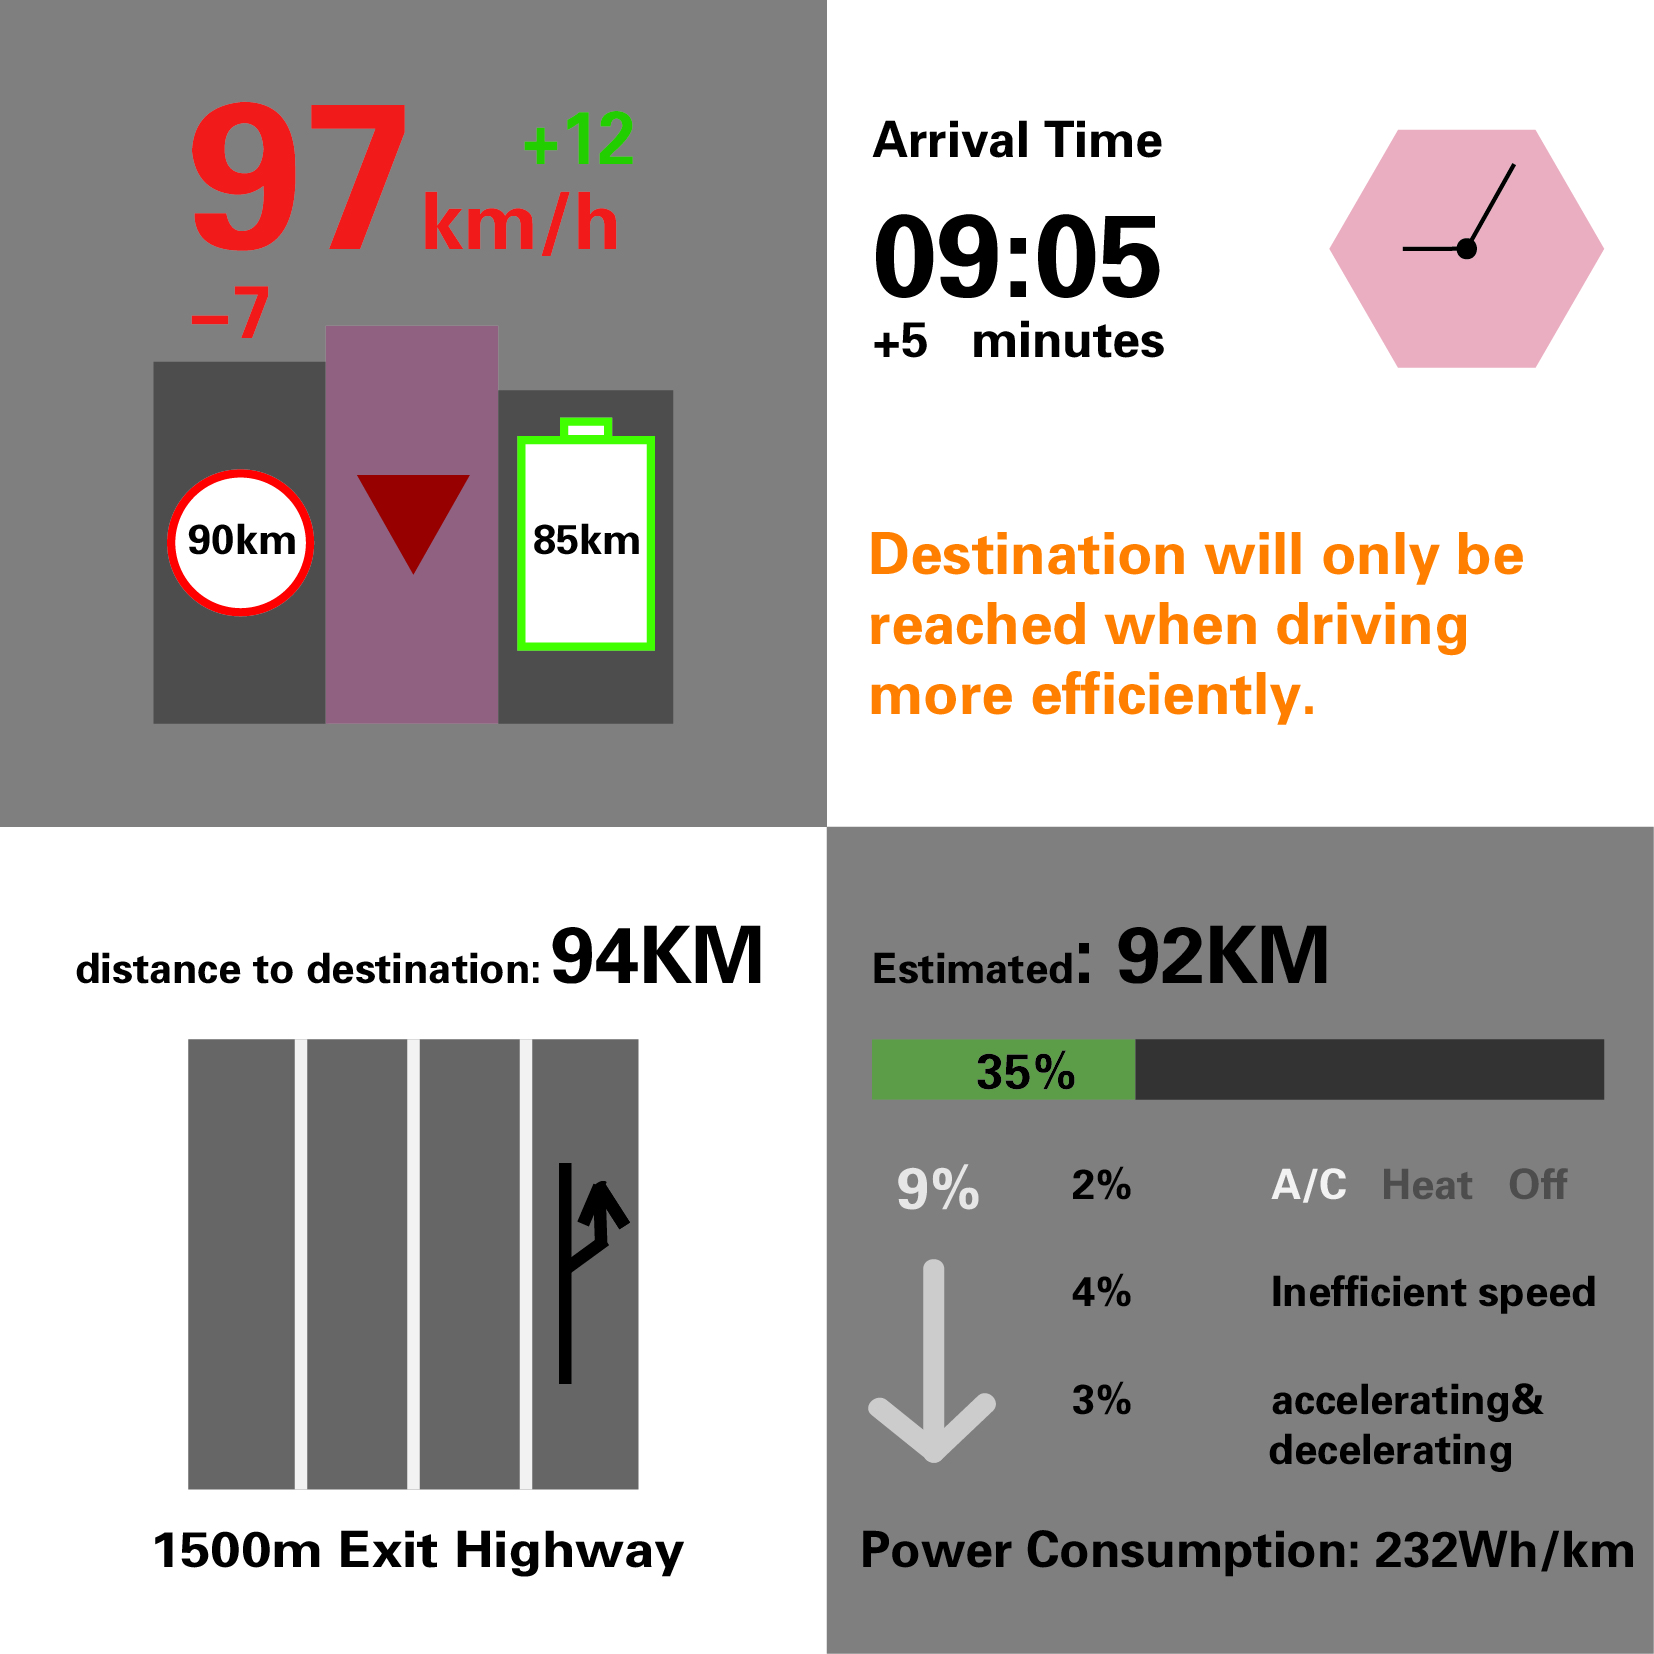 97 km/h +12
−7
90km
85km
Arrival Time
09:05
+5 minutes
Destination will only be
reached when driving
more efficiently.
distance to destination: 94KM
1500m Exit Highway
Estimated: 92KM
35%
9%
2% A/C Heat Off
4% Inefficient speed
3% accelerating&
decelerating
Power Consumption: 232Wh/km